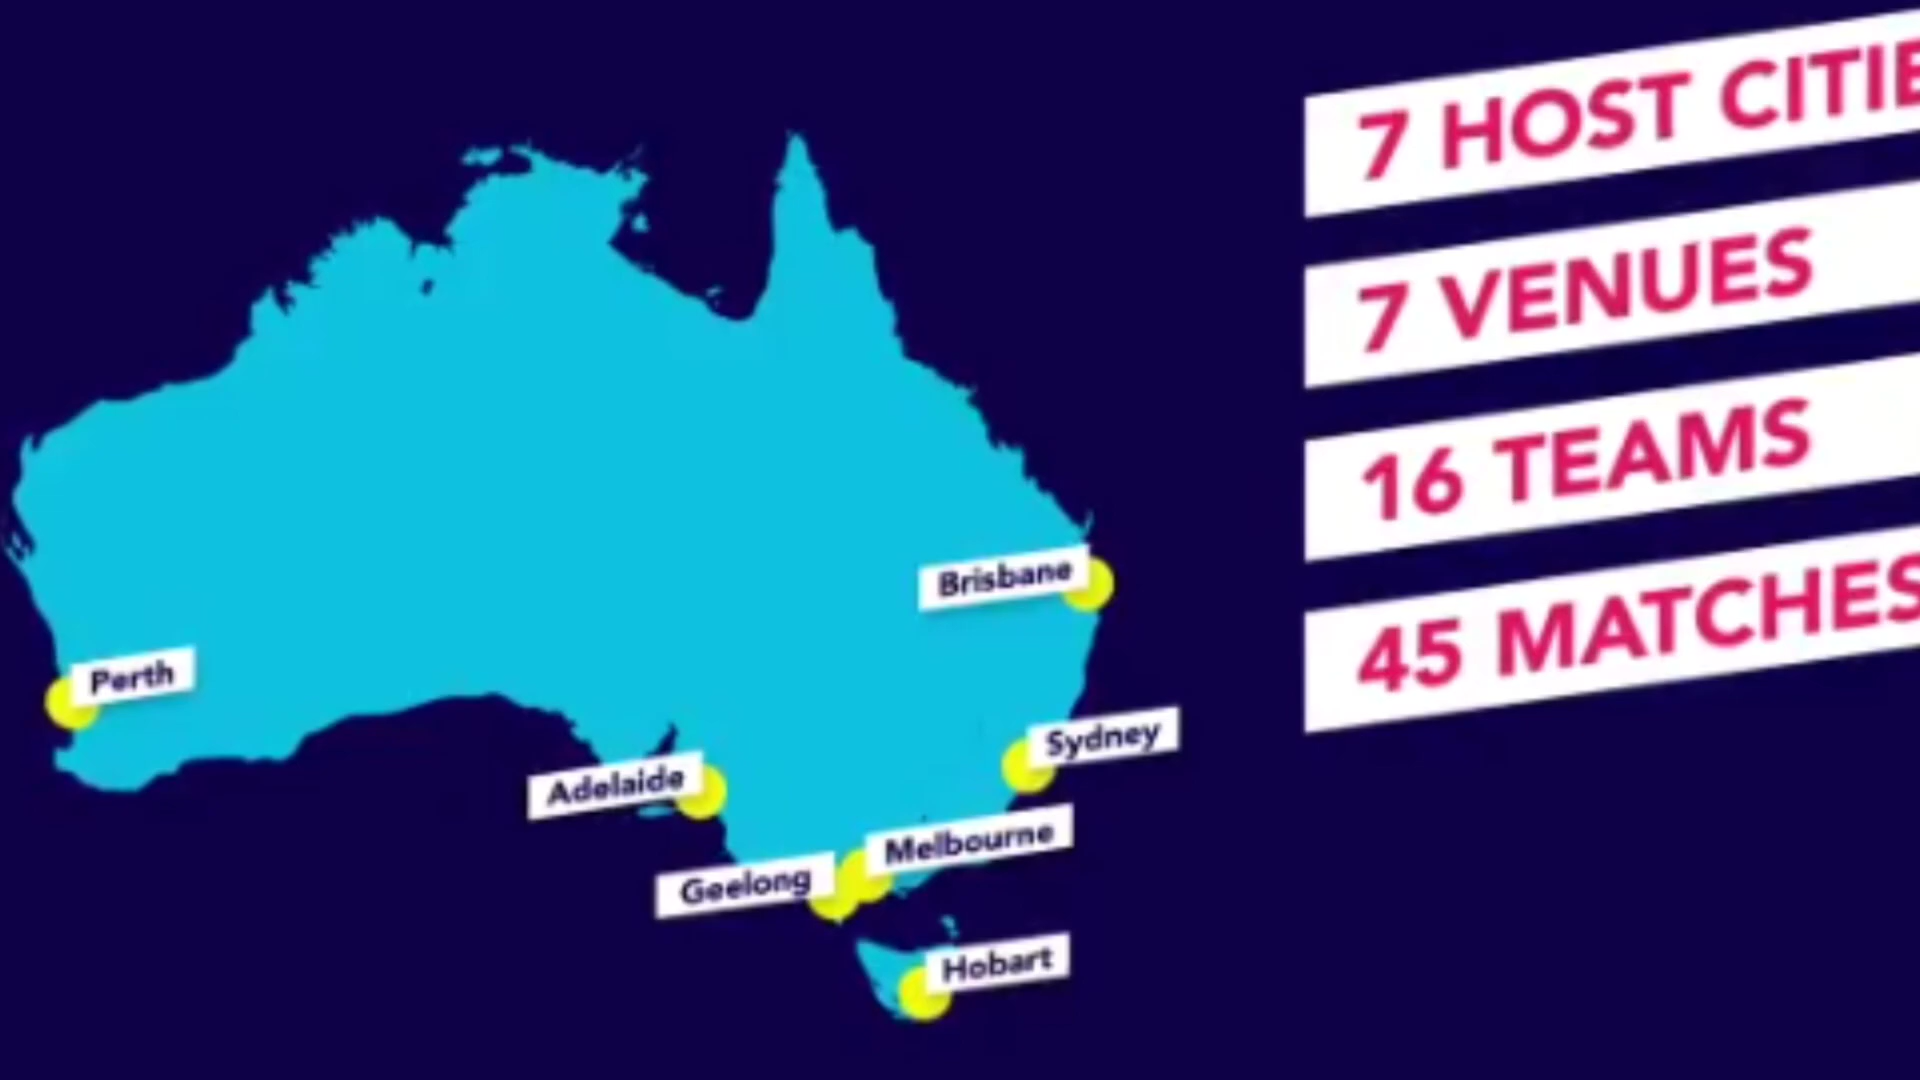 7 HOST CITIE
7 VENUES
16 TEAMS
45 MATCHES
Brisbane
Perth
Sydney
Adelaide
Melbourne
Geelong
Hobart